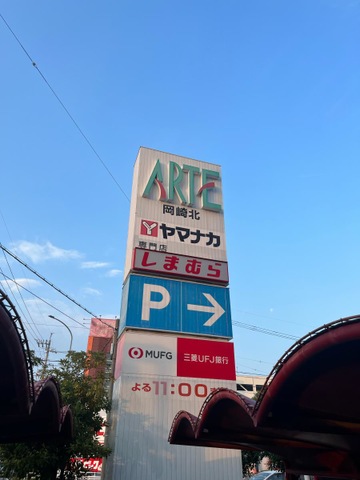 ARTE
岡崎北
ヤマナカ
専門店
しまむら
P →
MUFG 三菱UFJ銀行
よる11:00